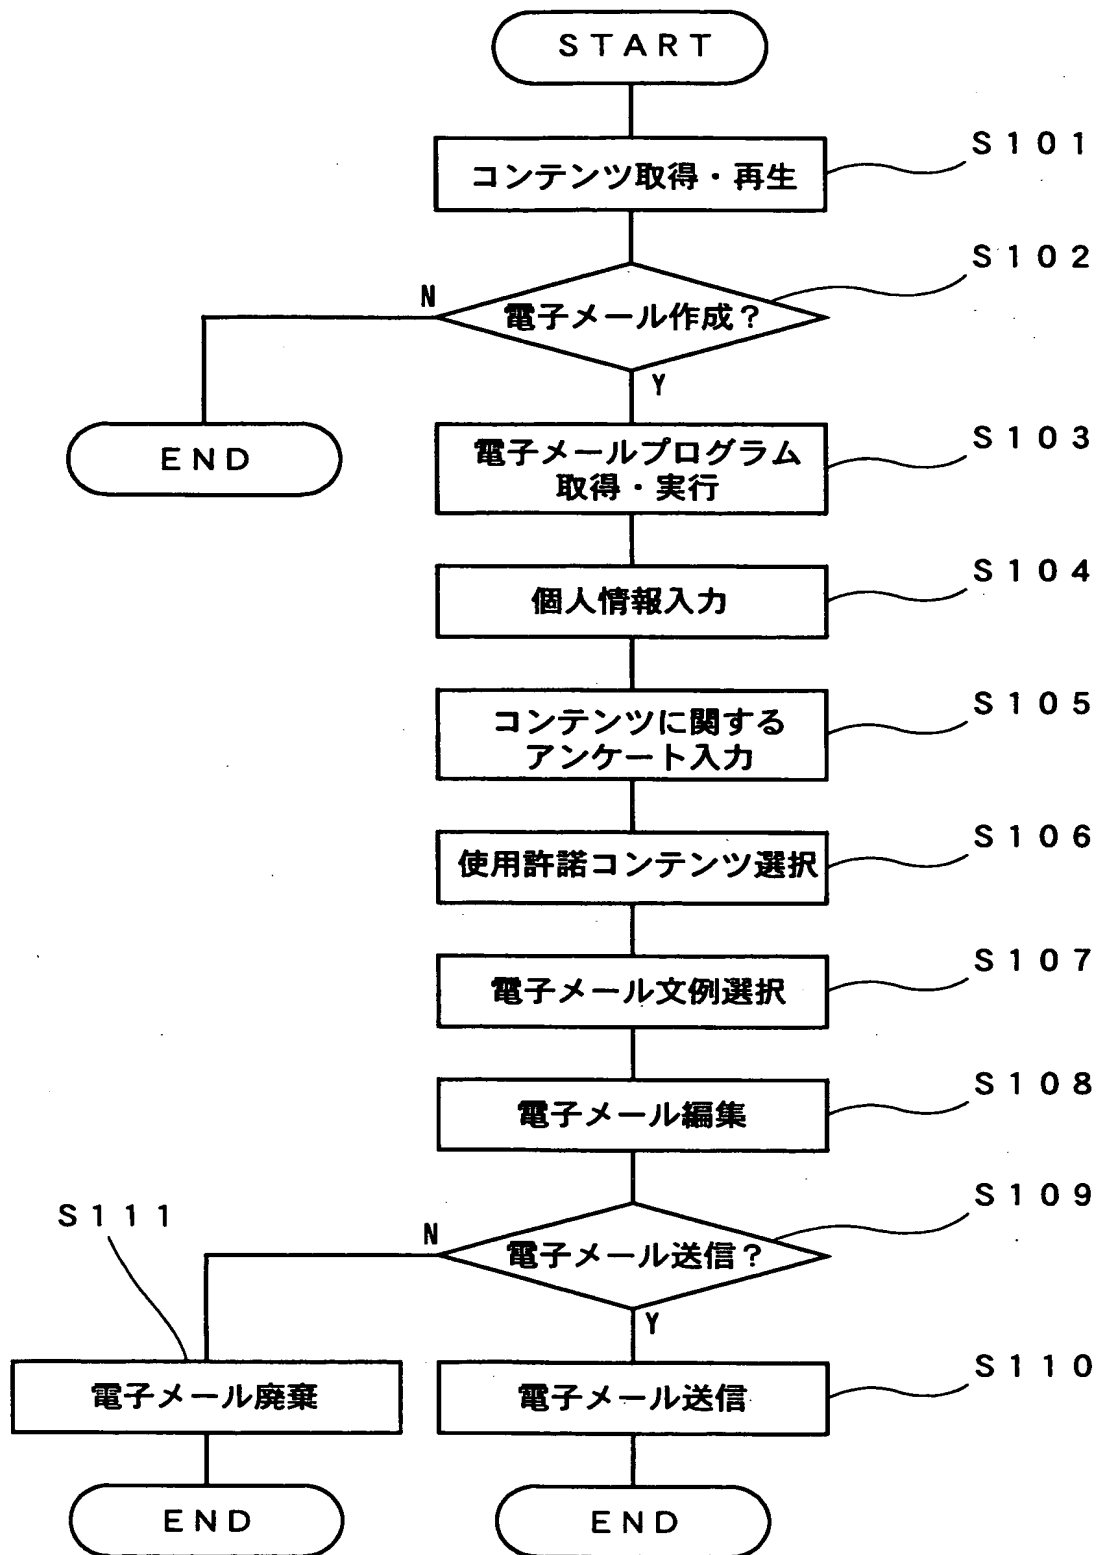 START
コンテンツ取得・再生
S101
電子メール作成？
S102
N
Y
END
電子メールプログラム
取得・実行
S103
個人情報入力
S104
コンテンツに関する
アンケート入力
S105
使用許諾コンテンツ選択
S106
電子メール文例選択
S107
電子メール編集
S108
電子メール送信？
S109
N
Y
S111
電子メール廃棄
電子メール送信
S110
END
END